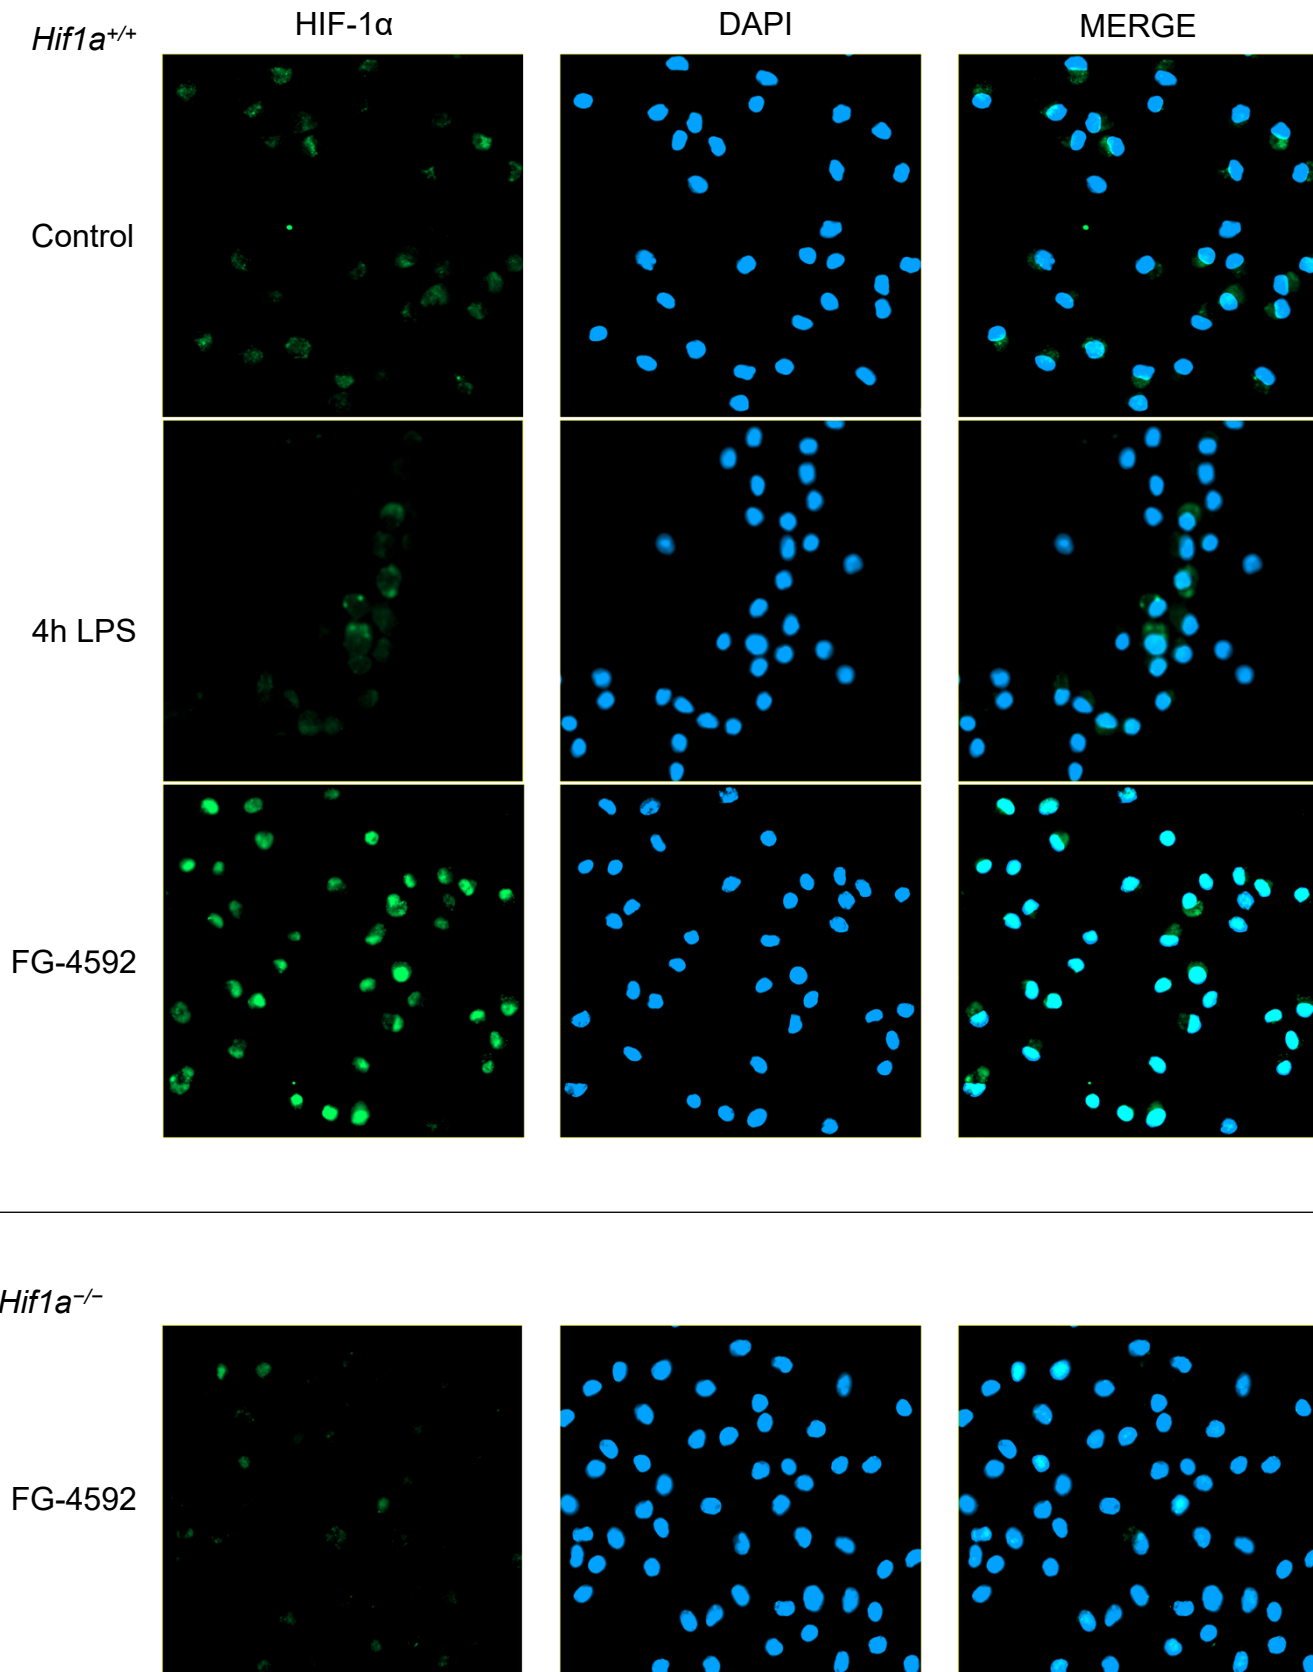 Hif1a+/+
HIF-1α
DAPI
MERGE
Control
4h LPS
FG-4592
Hif1a−/−
FG-4592